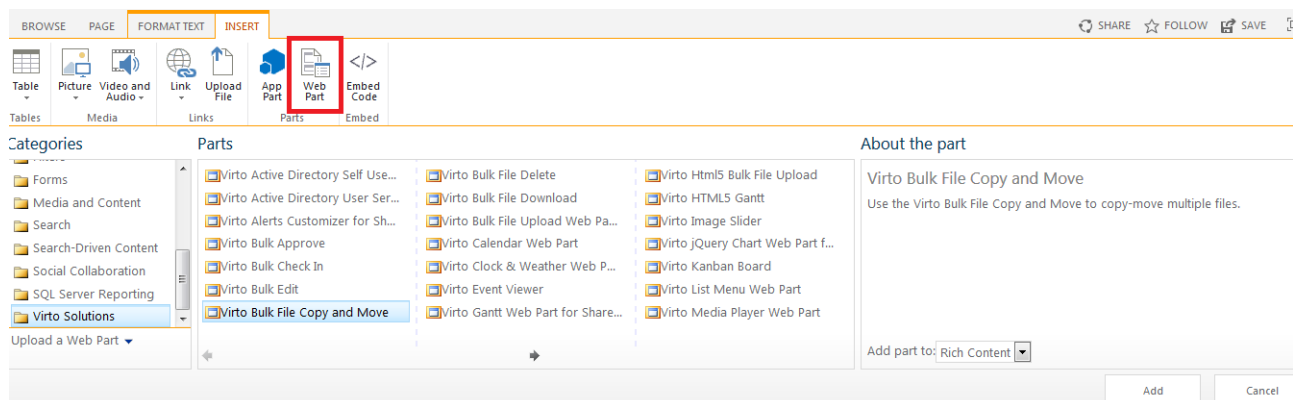 BROWSE PAGE FORMAT TEXT INSERT SHARE FOLLOW SAVE
Table Picture Video and Audio Link Upload File App Part Web Part </> Embed Code
Tables Media Links Parts Embed
Categories
Forms
Media and Content
Search
Search-Driven Content
Social Collaboration
SQL Server Reporting
Virto Solutions
Upload a Web Part
Parts
Virto Active Directory Self Use...
Virto Active Directory User Ser...
Virto Alerts Customizer for Sh...
Virto Bulk Approve
Virto Bulk Check In
Virto Bulk Edit
Virto Bulk File Copy and Move
Virto Bulk File Delete
Virto Bulk File Download
Virto Bulk File Upload Web Pa...
Virto Calendar Web Part
Virto Clock & Weather Web P...
Virto Event Viewer
Virto Gantt Web Part for Share...
Virto Html5 Bulk File Upload
Virto HTML5 Gantt
Virto Image Slider
Virto jQuery Chart Web Part f...
Virto Kanban Board
Virto List Menu Web Part
Virto Media Player Web Part
About the part
Virto Bulk File Copy and Move
Use the Virto Bulk File Copy and Move to copy-move multiple files.
Add part to: Rich Content
Add Cancel